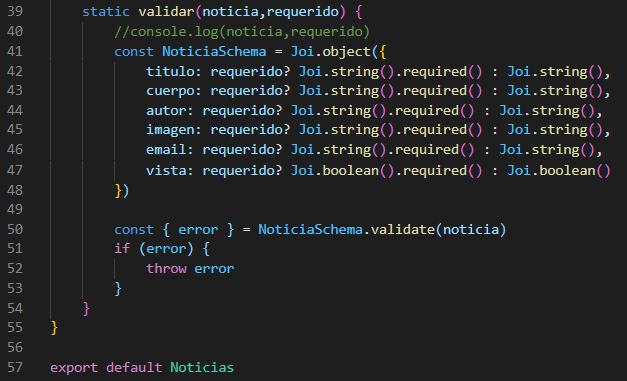 39 static validar(noticia,requerido) {
40 //console.log(noticia,requerido)
41 const NoticiaSchema = Joi.object({
42 titulo: requerido? Joi.string().required() : Joi.string(),
43 cuerpo: requerido? Joi.string().required() : Joi.string(),
44 autor: requerido? Joi.string().required() : Joi.string(),
45 imagen: requerido? Joi.string().required() : Joi.string(),
46 email: requerido? Joi.string().required() : Joi.string(),
47 vista: requerido? Joi.boolean().required() : Joi.boolean()
48 })
49
50 const { error } = NoticiaSchema.validate(noticia)
51 if (error) {
52 throw error
53 }
54 }
55 }
56
57 export default Noticias